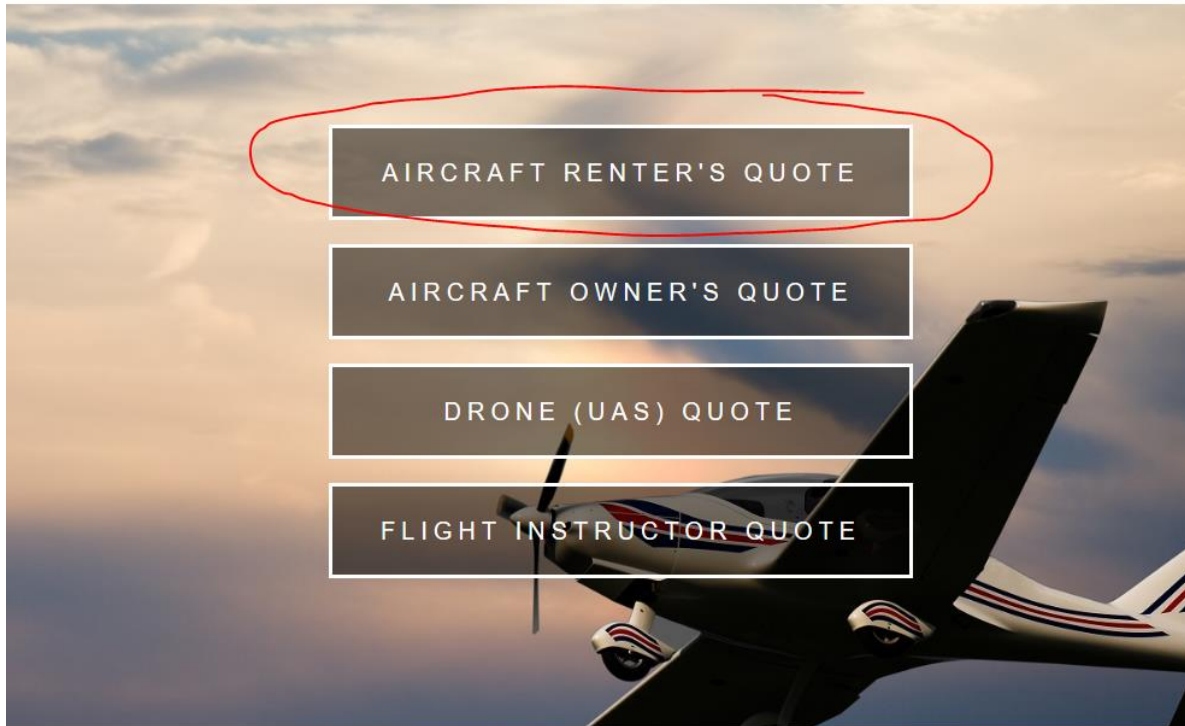 AIRCRAFT RENTER'S QUOTE
AIRCRAFT OWNER'S QUOTE
DRONE (UAS) QUOTE
FLIGHT INSTRUCTOR QUOTE